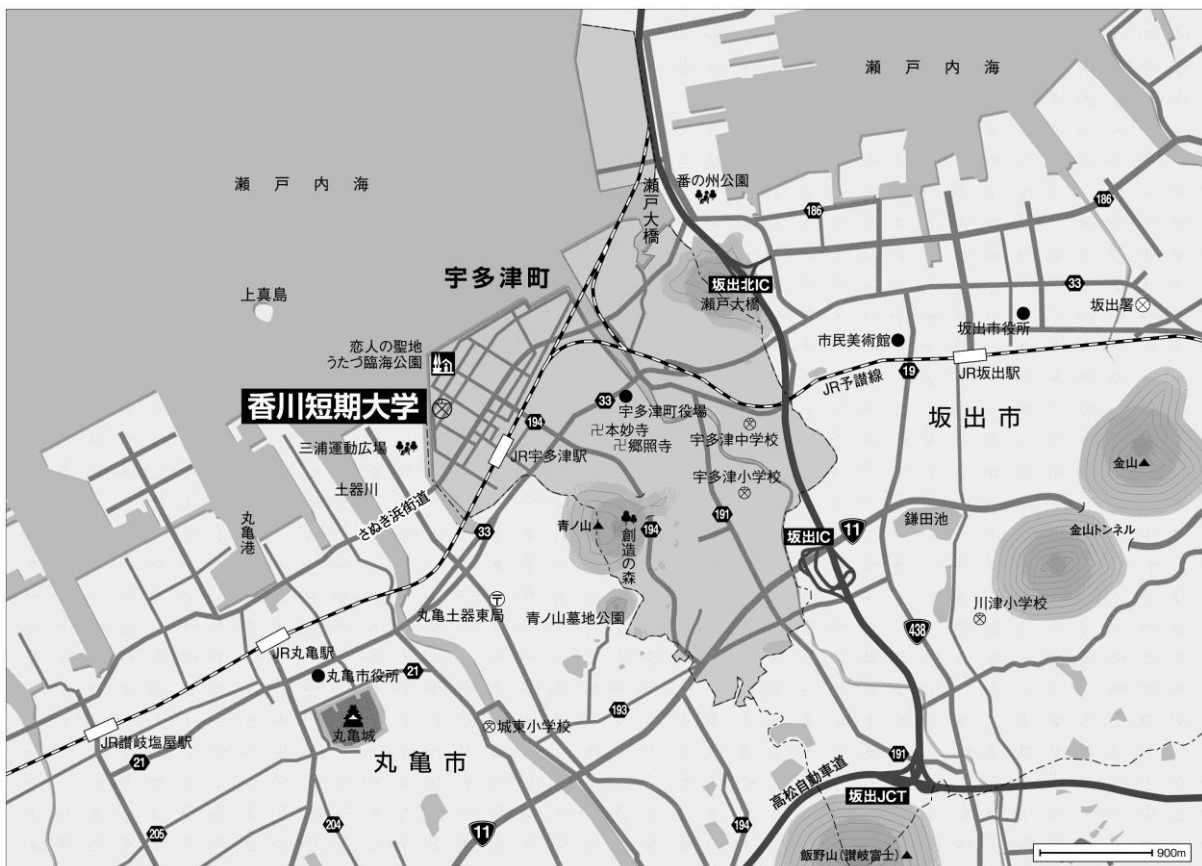 瀬戸内海
瀬戸内海
番の州公園
瀬戸大橋
186
186
宇多津町
坂出北IC
瀬戸大橋
33
坂出署
上真島
坂出市役所
市民美術館
恋人の聖地
うたづ臨海公園
JR坂出駅
JR予讃線
19
香川短期大学
33
宇多津町役場
194
卍本妙寺
卍郷照寺
宇多津中学校
坂出市
三浦運動広場
JR宇多津駅
金山▲
土器川
宇多津小学校
さぬき浜街道
丸亀港
191
鎌田池
青ノ山▲
194
創造の森
33
坂出IC
11
金山トンネル
丸亀土器東局
青ノ山墓地公園
川津小学校
438
JR丸亀駅
丸亀市役所
21
193
城東小学校
丸亀城
JR讃岐塩屋駅
21
丸亀市
191
高松自動車道
坂出JCT
205
204
11
194
飯野山(讃岐富士)▲
900m